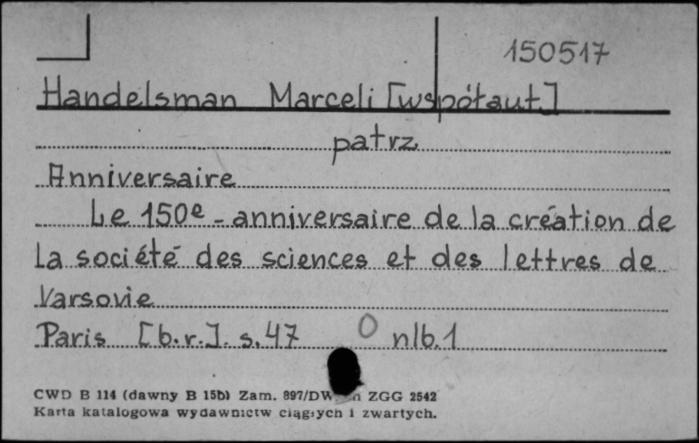 150517
Handelsman Marceli [współaut.]
patrz
Anniversaire
Le 150e - anniversaire de la création de
la société des sciences et des lettres de
Varsovie
Paris [b.r.]. s. 47 O nlb. 1
CWD B 114 (dawny B 15b) Zam. 897/DW ZGG 2542
Karta katalogowa wydawnictw ciągłych i zwartych.